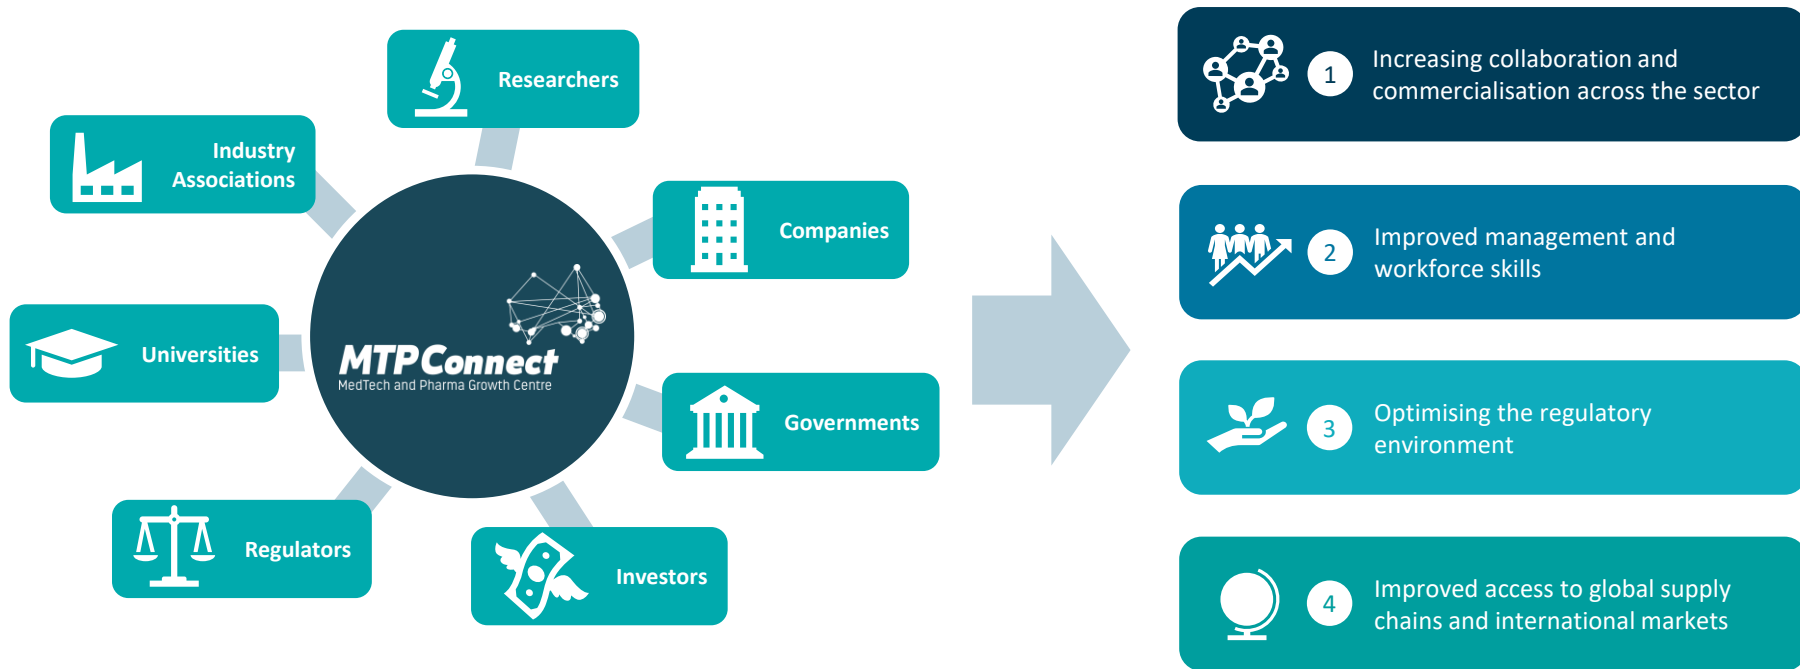 Researchers
Industry
Associations
Companies
Universities
MTPConnect
MedTech and Pharma Growth Centre
Governments
Regulators
Investors
1
Increasing collaboration and
commercialisation across the sector
2
Improved management and
workforce skills
3
Optimising the regulatory
environment
4
Improved access to global supply
chains and international markets